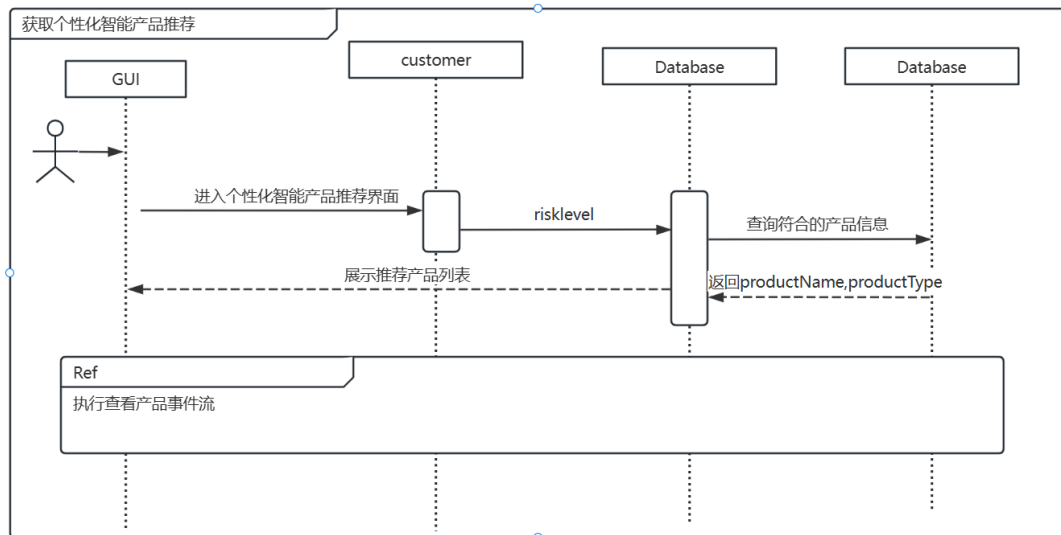 获取个性化智能产品推荐
GUI
customer
Database
Database
进入个性化智能产品推荐界面
risklevel
查询符合的产品信息
展示推荐产品列表
返回productName,productType
Ref
执行查看产品事件流